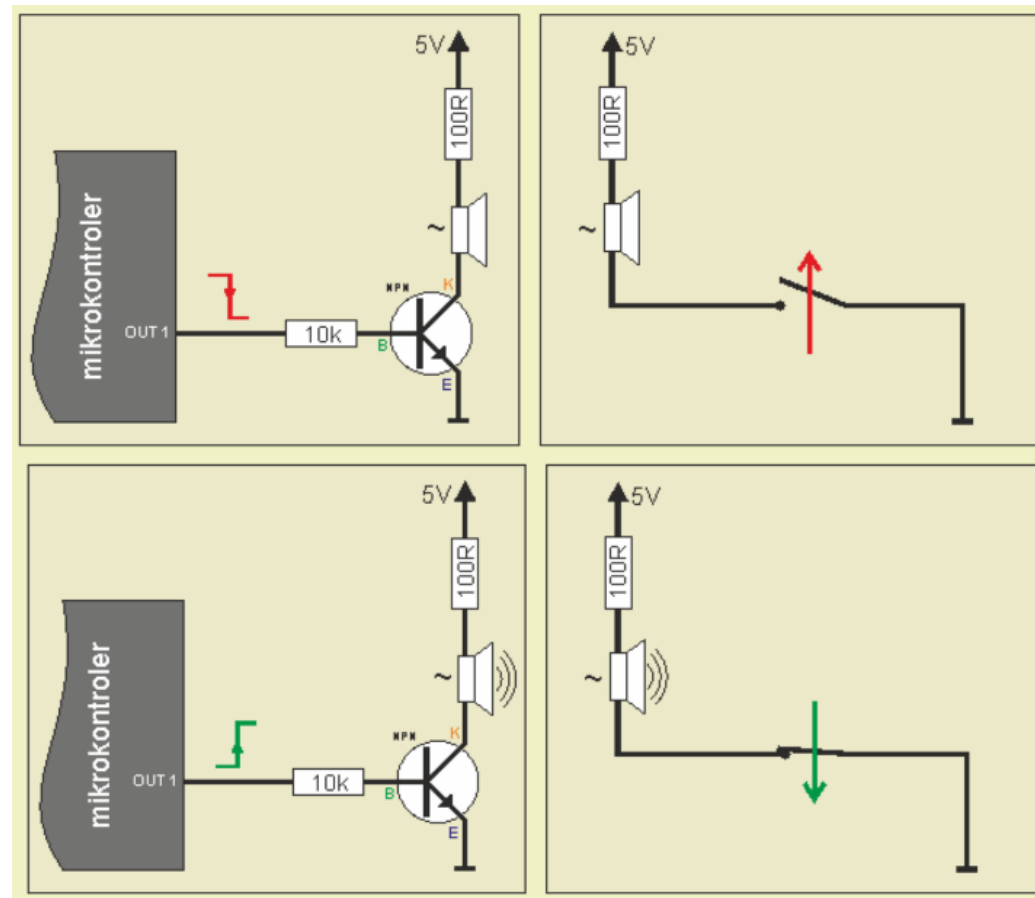 5V
100R
~
mikrokontroler
NPN
K
OUT 1
10k
B
E
5V
100R
~
5V
100R
~
mikrokontroler
NPN
K
OUT 1
10k
B
E
5V
100R
~